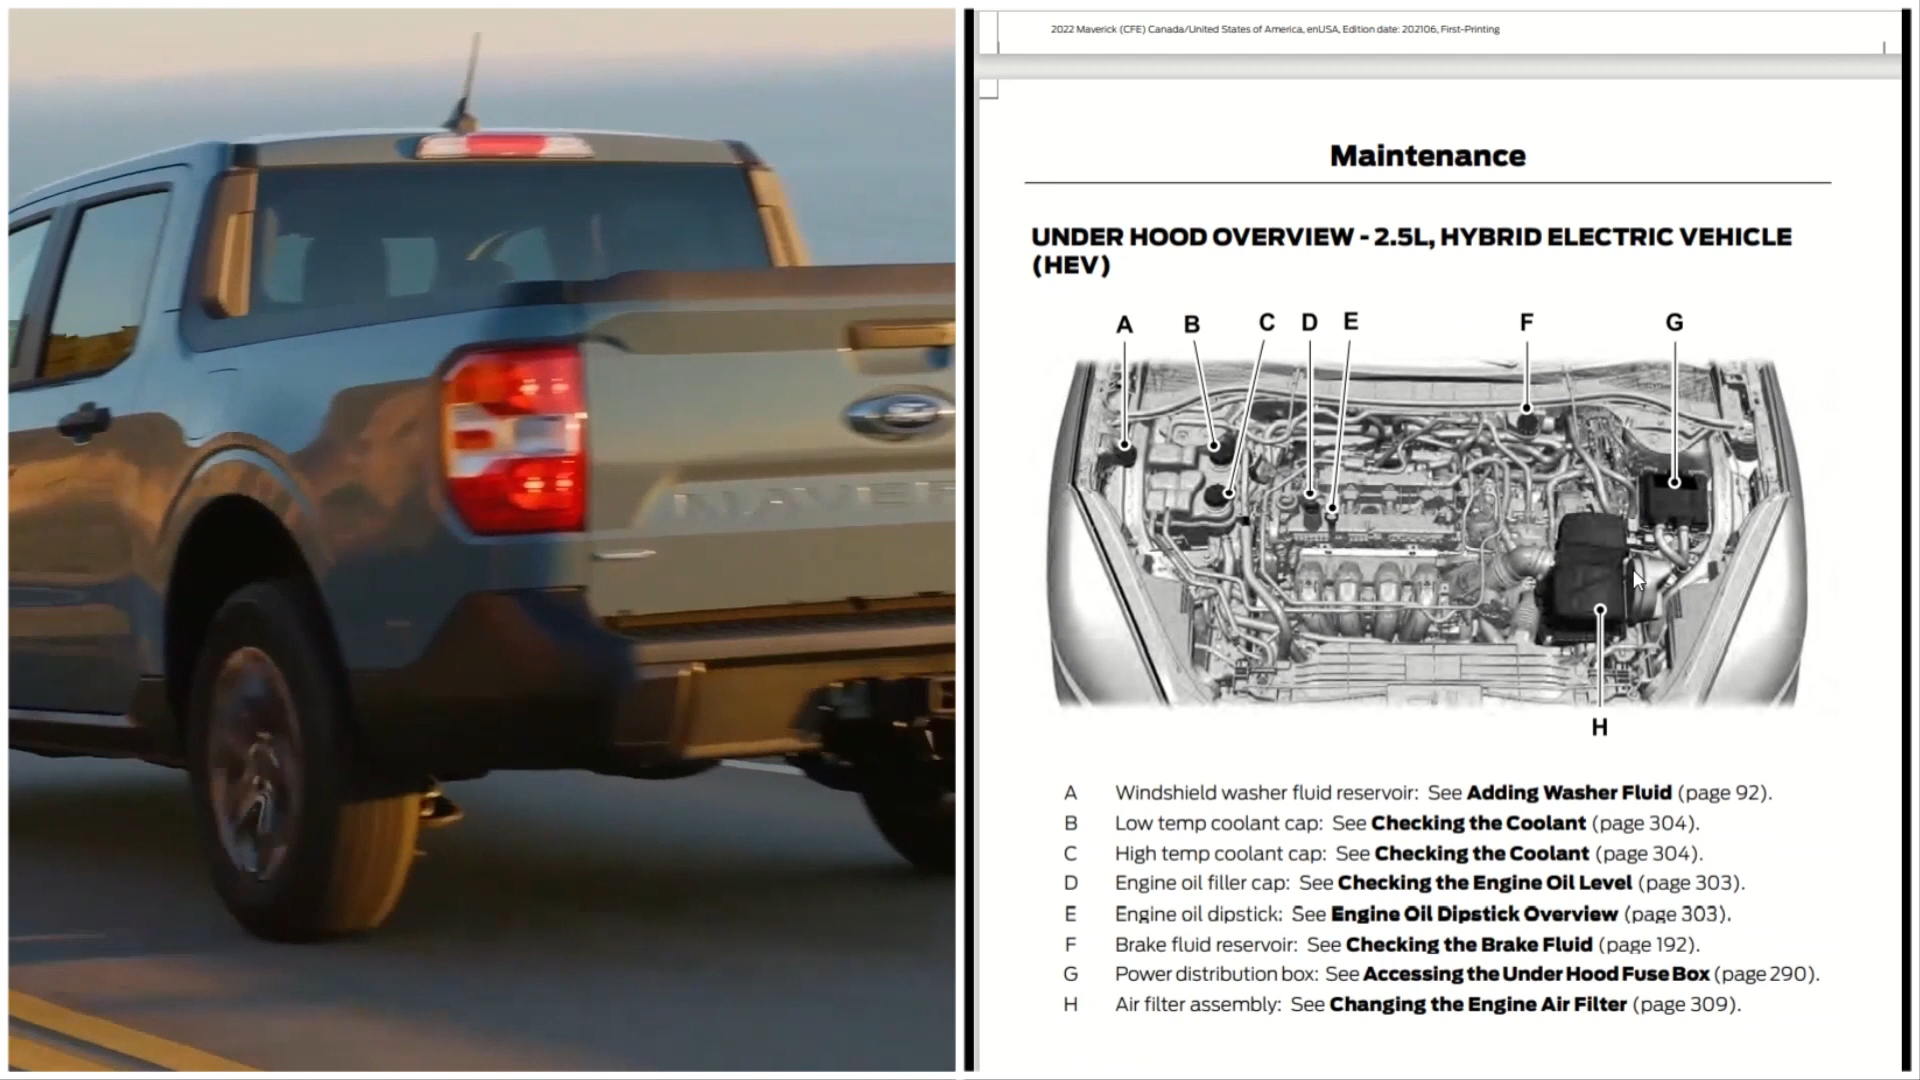 MAVER
2022 Maverick (CFE) Canada/United States of America, enUSA, Edition date: 202106, First-Printing
Maintenance
UNDER HOOD OVERVIEW - 2.5L, HYBRID ELECTRIC VEHICLE
(HEV)
A B C D E F G
H
A Windshield washer fluid reservoir: See Adding Washer Fluid (page 92).
B Low temp coolant cap: See Checking the Coolant (page 304).
C High temp coolant cap: See Checking the Coolant (page 304).
D Engine oil filler cap: See Checking the Engine Oil Level (page 303).
E Engine oil dipstick: See Engine Oil Dipstick Overview (page 303).
F Brake fluid reservoir: See Checking the Brake Fluid (page 192).
G Power distribution box: See Accessing the Under Hood Fuse Box (page 290).
H Air filter assembly: See Changing the Engine Air Filter (page 309).